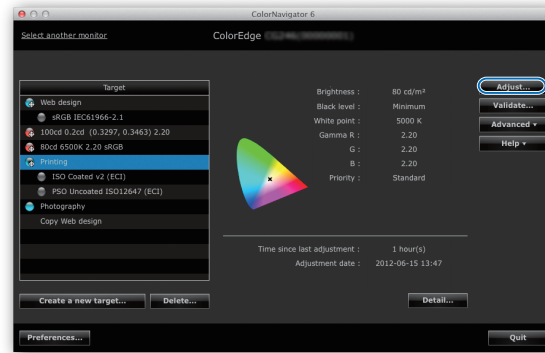 ColorNavigator 6
Select another monitor
ColorEdge
Target
Web design
sRGB IEC61966-2.1
100cd 0.2cd (0.3297, 0.3463) 2.20
80cd 6500K 2.20 sRGB
Printing
ISO Coated v2 (ECI)
PSO Uncoated ISO12647 (ECI)
Photography
Copy Web design
Create a new target...
Delete...
Brightness : 80 cd/m²
Black level : Minimum
White point : 5000 K
Gamma R : 2.20
G : 2.20
B : 2.20
Priority : Standard
Time since last adjustment : 1 hour(s)
Adjustment date : 2012-06-15 13:47
Detail...
Adjust...
Validate...
Advanced ▾
Help ▾
Preferences...
Quit